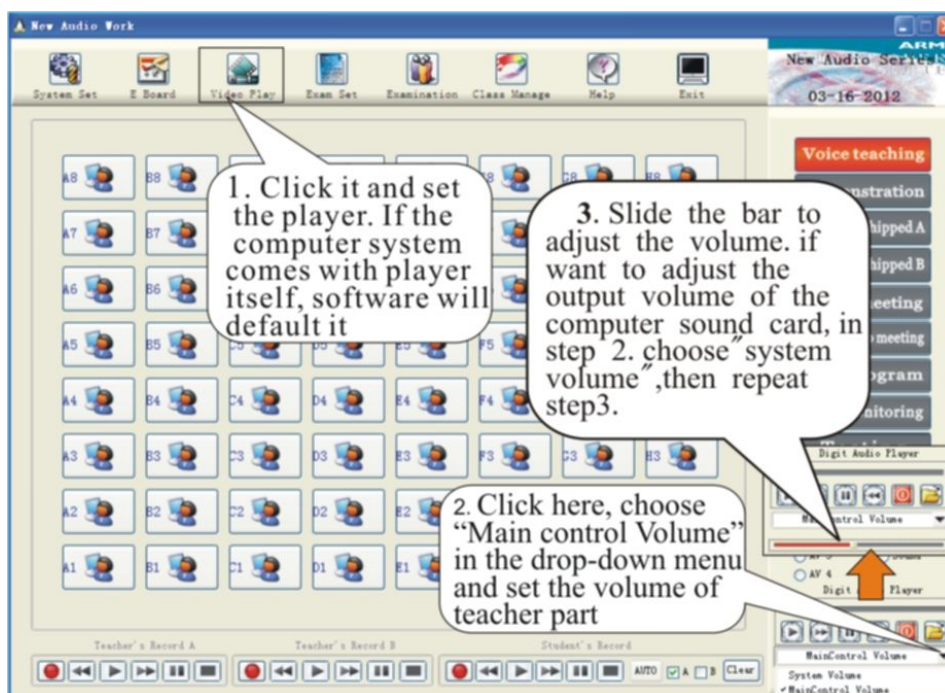 New Audio Work
ARM
New Audio Series
03-16-2012
System Set
E Board
Video Play
Exam Set
Examination
Class Manage
Help
Exit
Voice teaching
1. Click it and set
the player. If the
computer system
comes with player
itself, software will
default it
3. Slide the bar to
adjust the volume. if
want to adjust the
output volume of the
computer sound card, in
step 2. choose″system
volume″,then repeat
step3.
2. Click here, choose
“Main control Volume”
in the drop-down menu
and set the volume of
teacher part
A8 B8
A7 B7
A6 B6
A5 B5 F5
A4 B4 C4 D4 E4 F4
A3 B3 C3 D3 E3 F3 G3 H3
A2 B2 C2 D2 E2
A1 B1 C1 D1 E1
meeting
Digit Audio Player
AV 4
Player
MainControl Volume
System Volume
✓MainControl Volume
Teacher's Record A
Teacher's Record B
Student's Record
AUTO
A
B
Clear